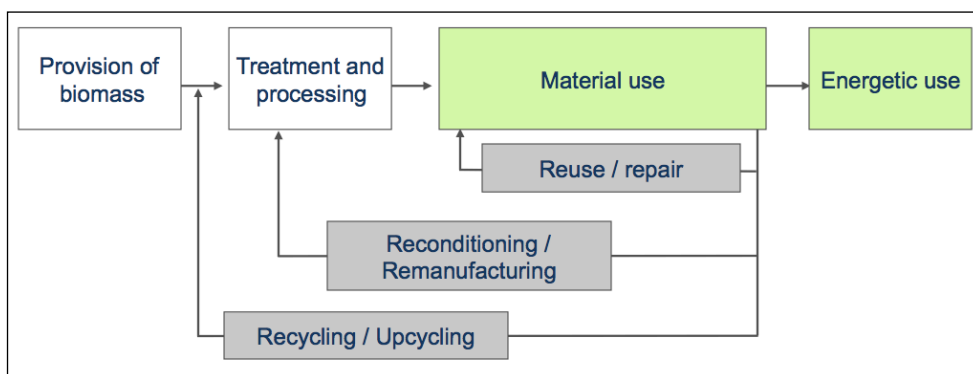 Provision of
biomass
Treatment and
processing
Material use
Energetic use
Reuse / repair
Reconditioning /
Remanufacturing
Recycling / Upcycling